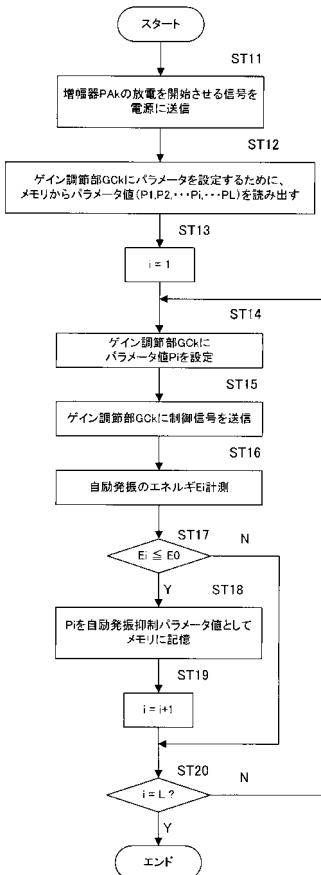 スタート
ST11
増幅器PAkの放電を開始させる信号を
電源に送信
ST12
ゲイン調節部GCkにパラメータを設定するために、
メモリからパラメータ値(P1,P2,・・・Pi,・・・PL)を読み出す
ST13
i = 1
ST14
ゲイン調節部GCkに
パラメータ値Piを設定
ST15
ゲイン調節部GCkに制御信号を送信
ST16
自励発振のエネルギEi計測
ST17
N
Ei ≦ E0
Y
ST18
Piを自励発振抑制パラメータ値として
メモリに記憶
ST19
i = i+1
ST20
N
i = L ?
Y
エンド